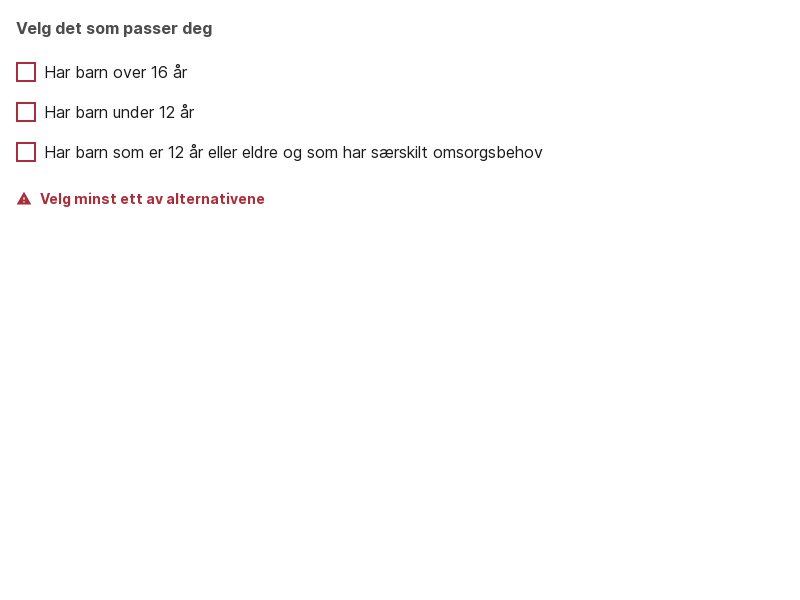 Velg det som passer deg
Har barn over 16 år
Har barn under 12 år
Har barn som er 12 år eller eldre og som har særskilt omsorgsbehov
Velg minst ett av alternativene